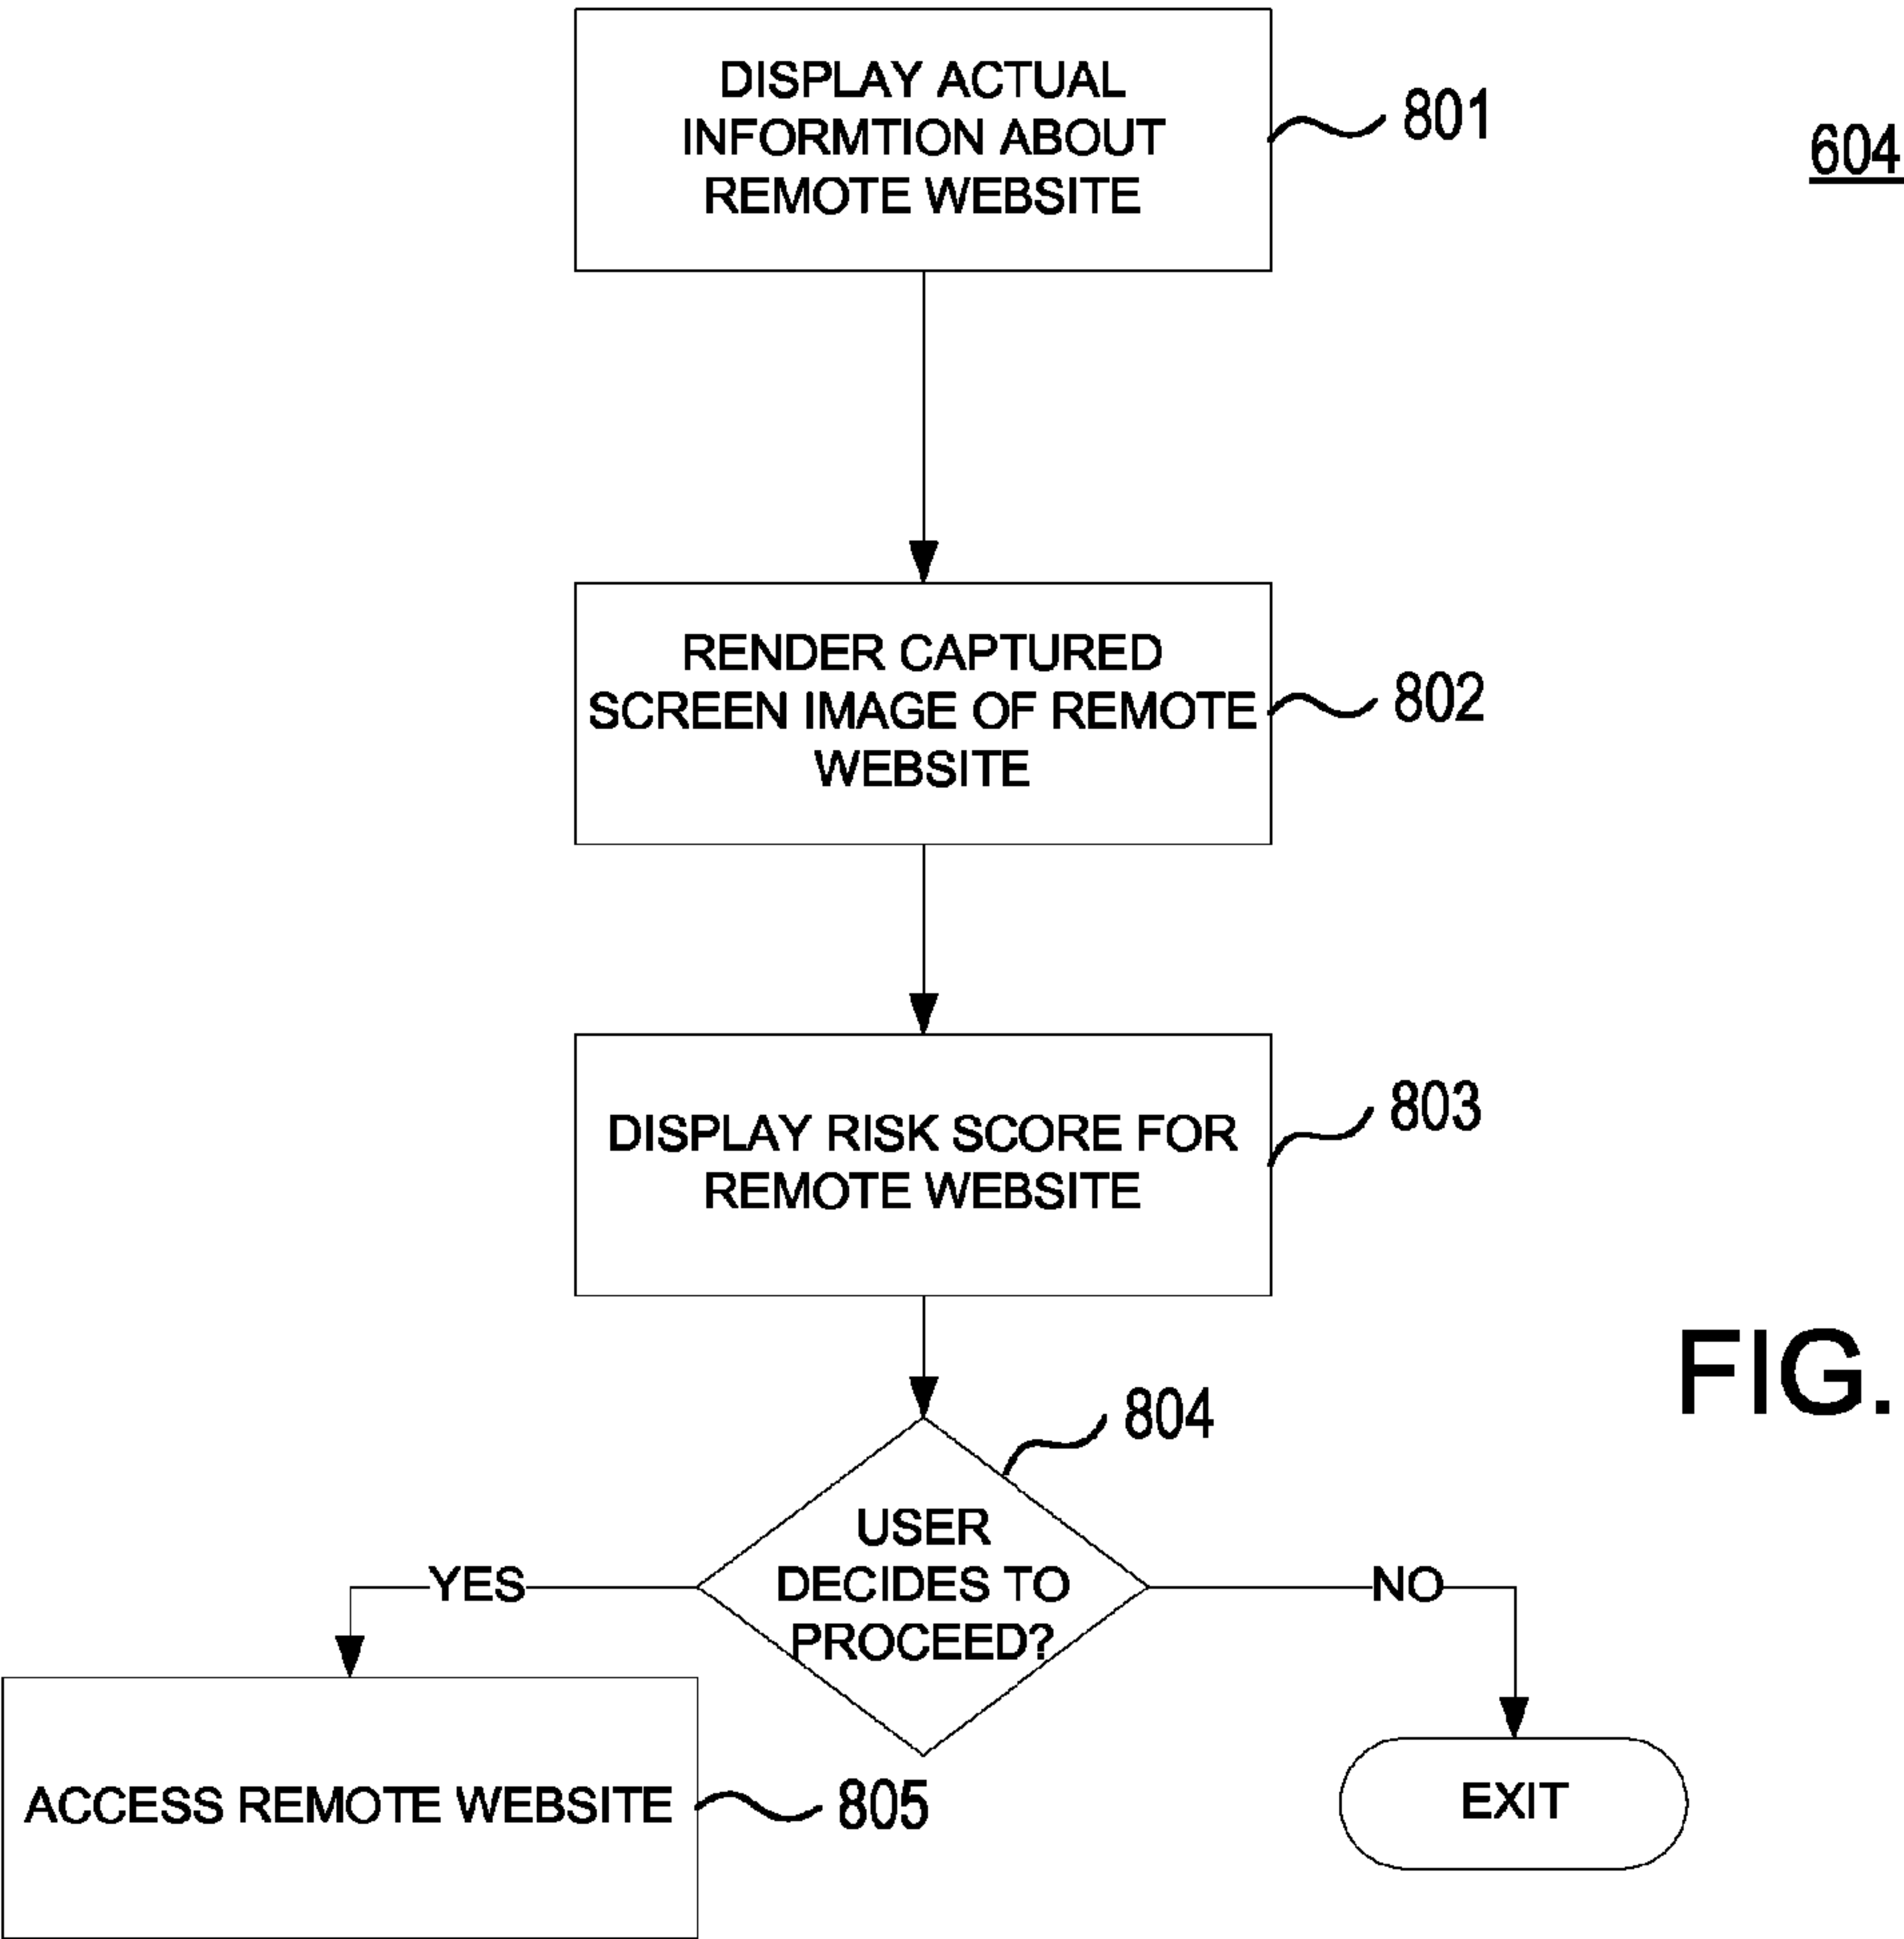 DISPLAY ACTUAL
INFORMTION ABOUT
REMOTE WEBSITE
801
604
RENDER CAPTURED
SCREEN IMAGE OF REMOTE
WEBSITE
802
DISPLAY RISK SCORE FOR
REMOTE WEBSITE
803
FIG.
804
USER
DECIDES TO
PROCEED?
YES
NO
ACCESS REMOTE WEBSITE
805
EXIT